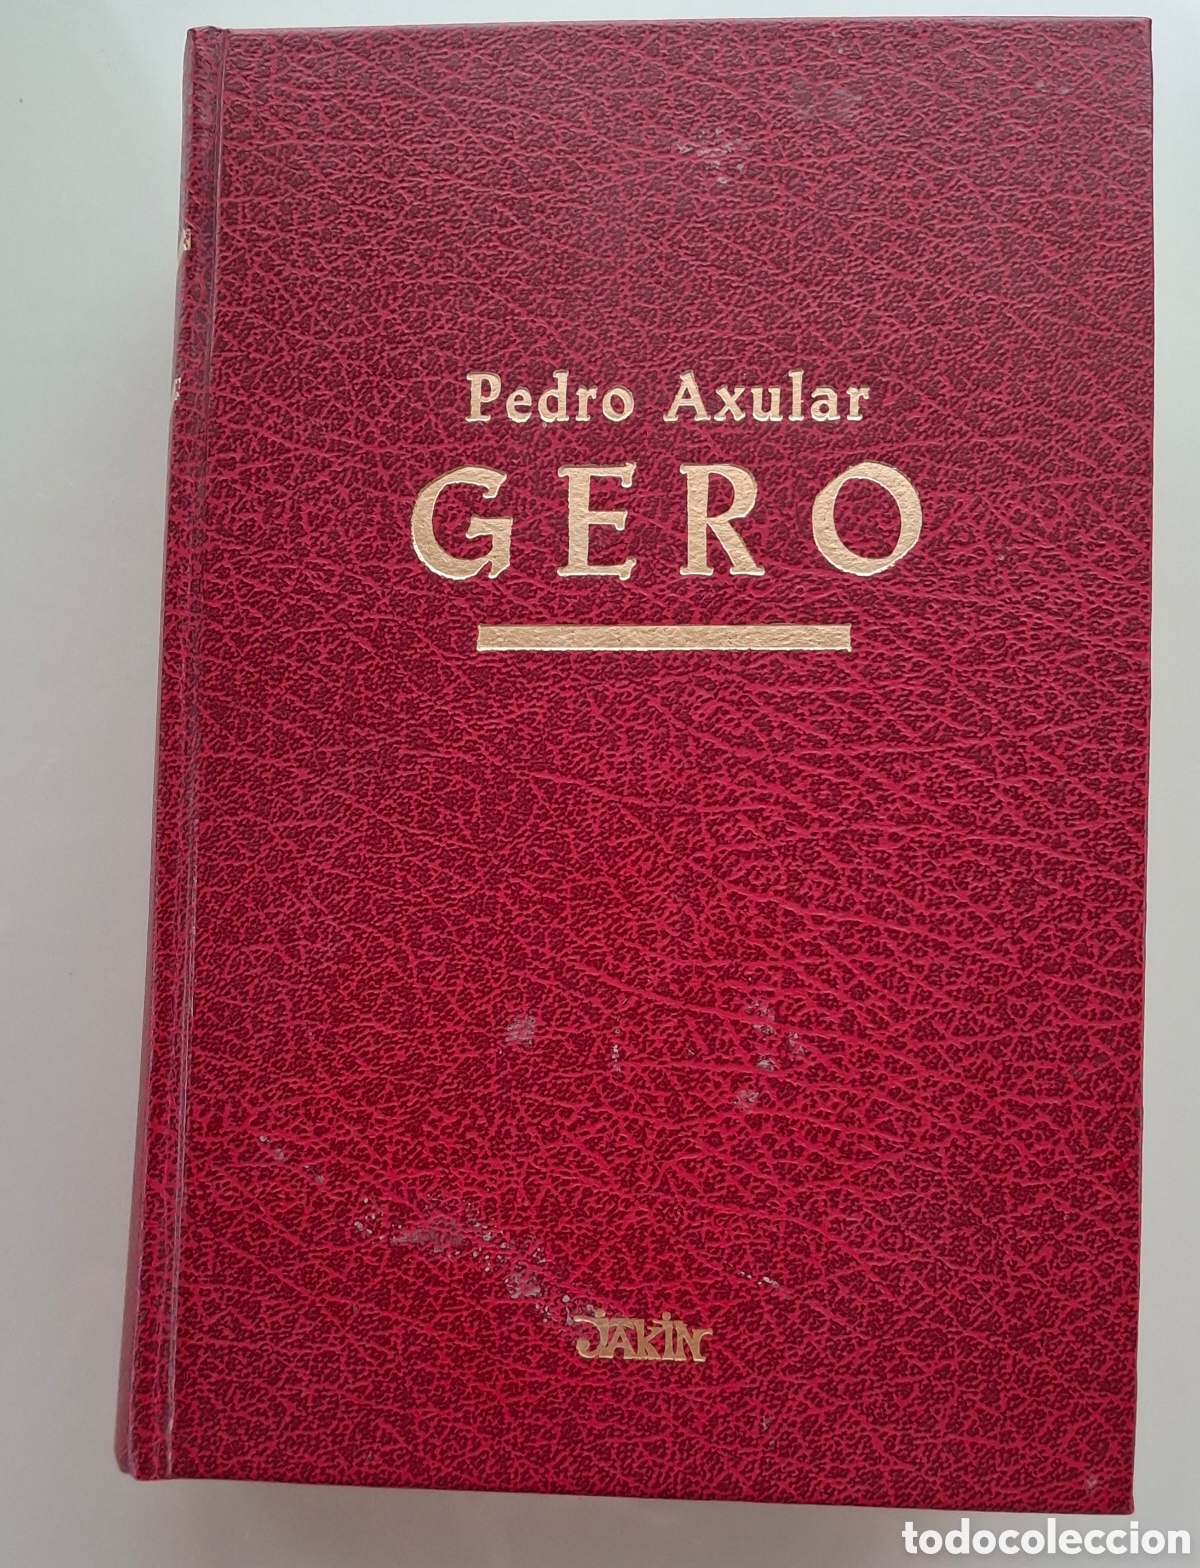 Pedro Axular
GERO
JAKIN
todocoleccion